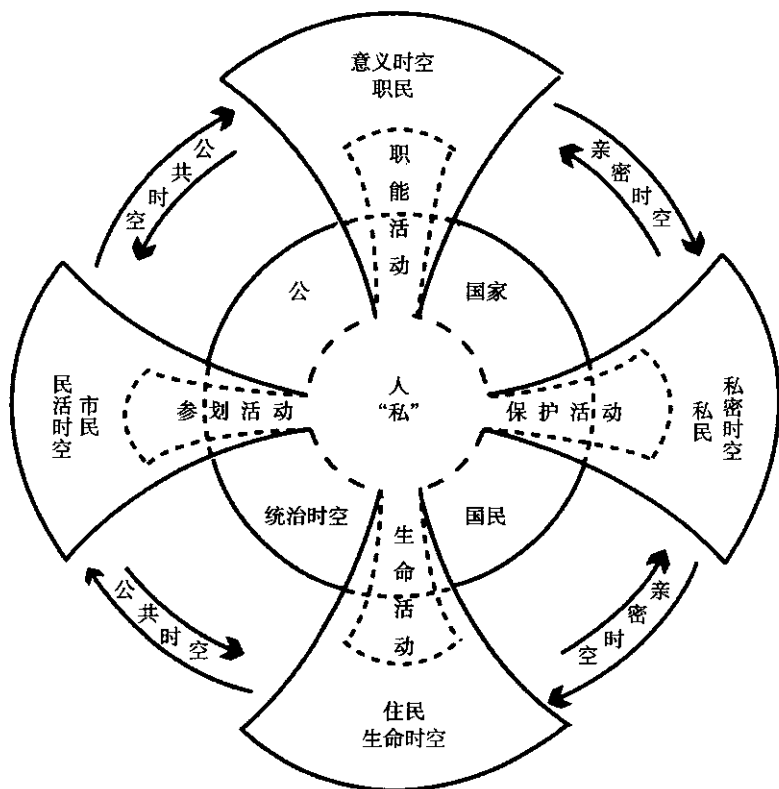 意义时空
职民
职能活动
公共时空
亲密时空
公
国家
民活时空
市民
参划活动
人
“私”
保护活动
私民
私密时空
统治时空
国民
生命活动
公共时空
亲密时空
住民
生命时空